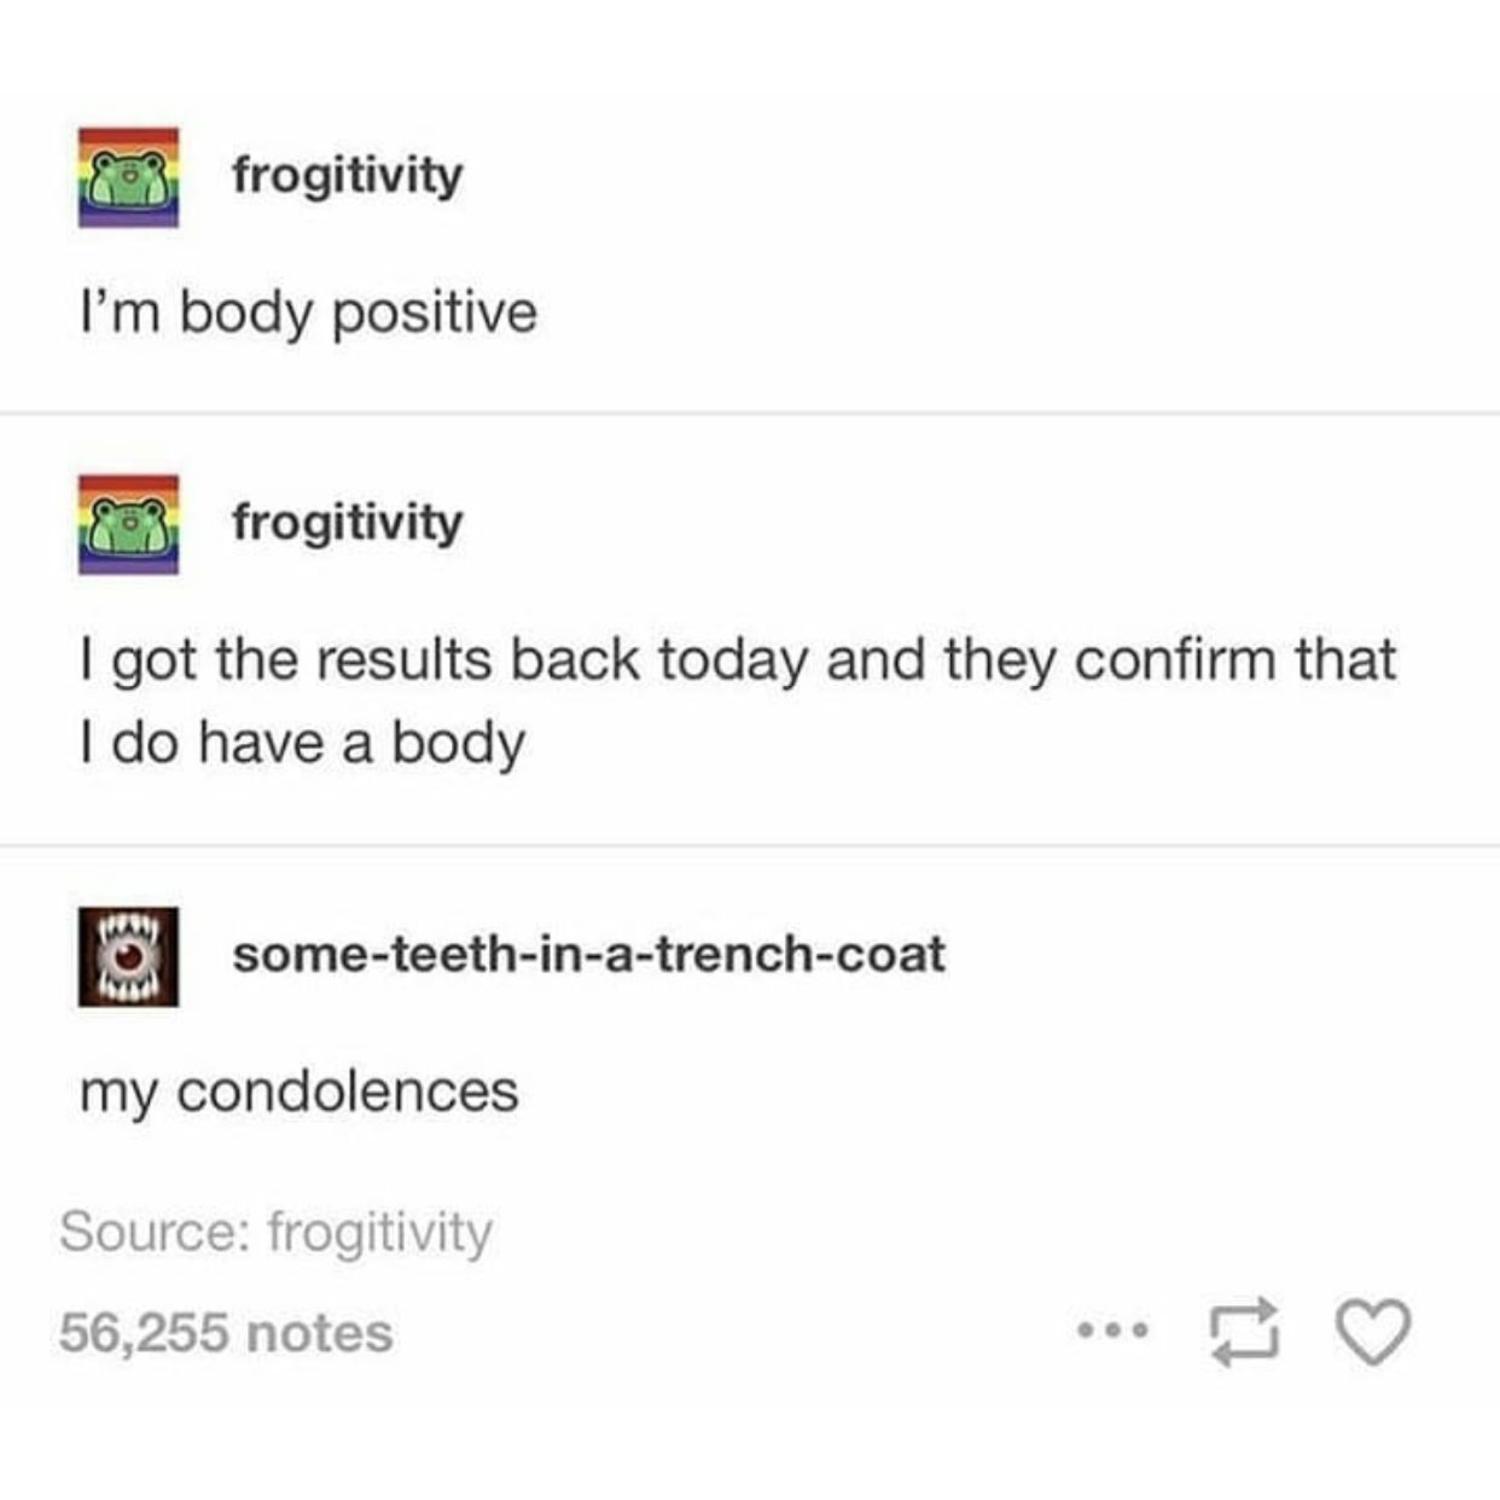 frogitivity
I’m body positive
frogitivity
I got the results back today and they confirm that
I do have a body
some-teeth-in-a-trench-coat
my condolences
Source: frogitivity
56,255 notes